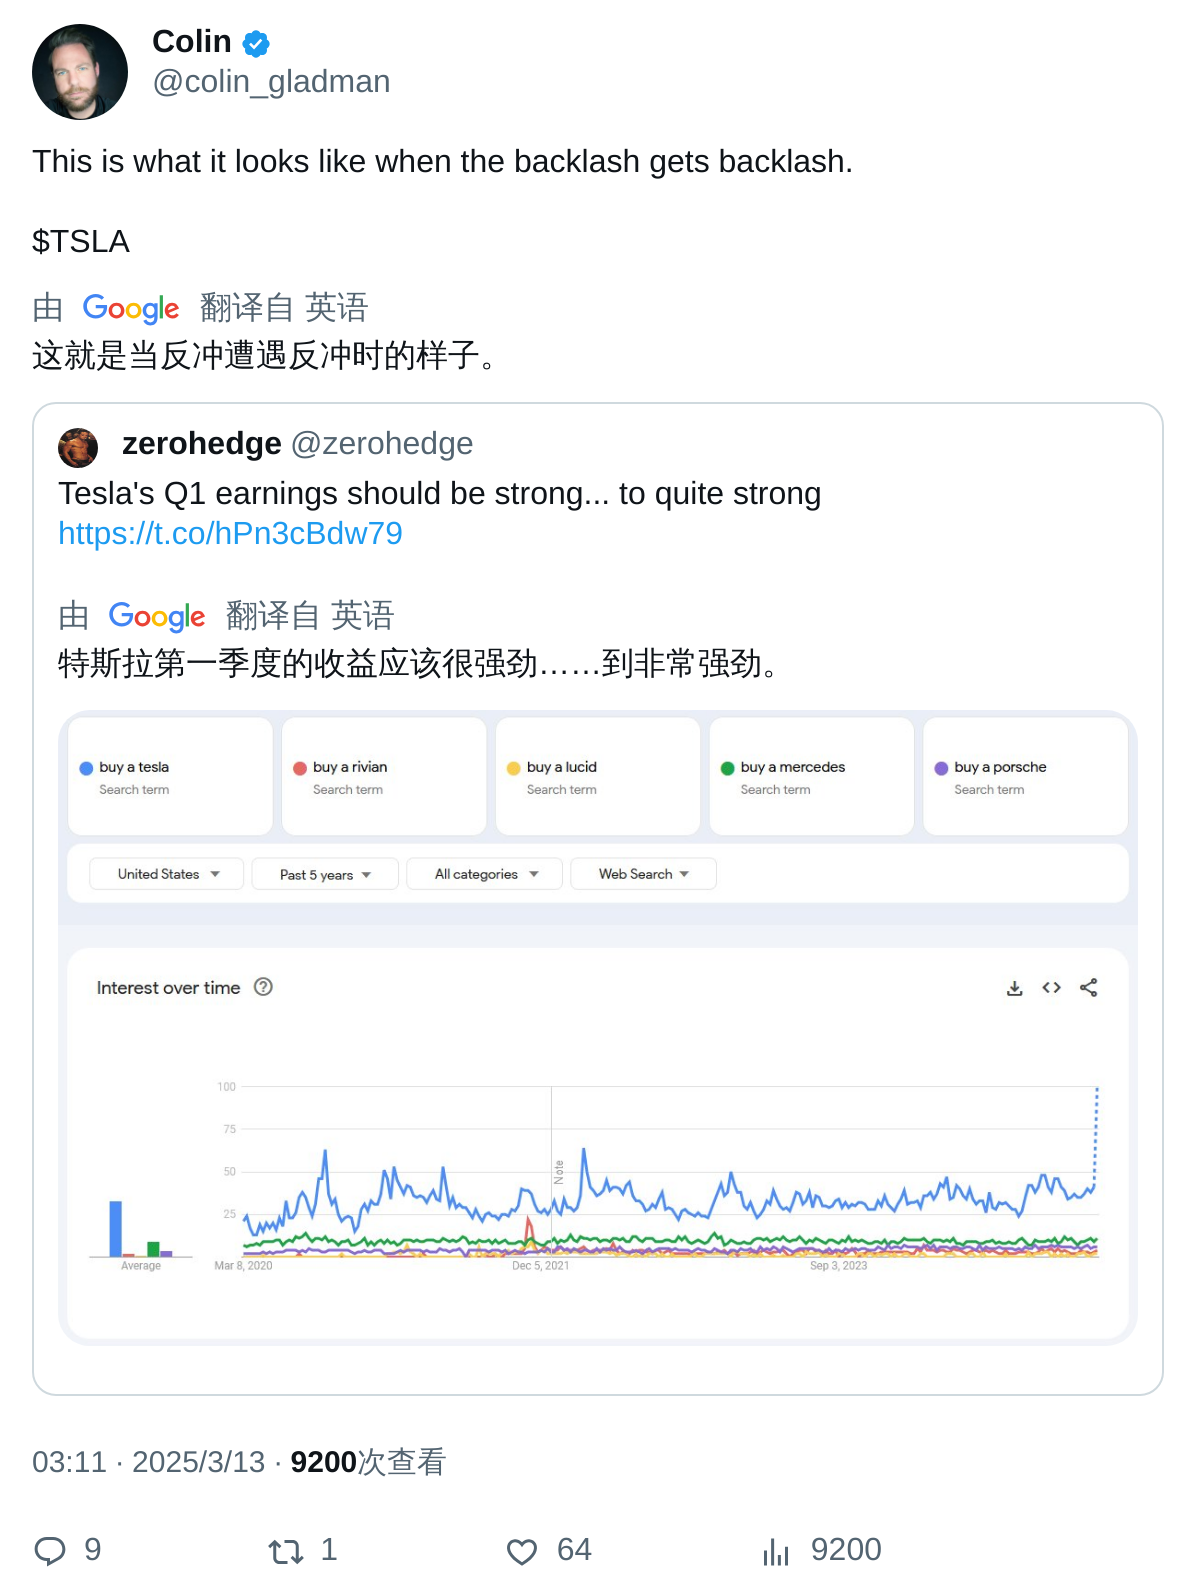 Colin
@colin_gladman
This is what it looks like when the backlash gets backlash.
$TSLA
由 Google 翻译自 英语
这就是当反冲遭遇反冲时的样子。
zerohedge @zerohedge
Tesla's Q1 earnings should be strong... to quite strong
https://t.co/hPn3cBdw79
由 Google 翻译自 英语
特斯拉第一季度的收益应该很强劲……到非常强劲。
buy a tesla
Search term
buy a rivian
Search term
buy a lucid
Search term
buy a mercedes
Search term
buy a porsche
Search term
United States
Past 5 years
All categories
Web Search
Interest over time
100
75
50
25
Note
Average
Mar 8, 2020
Dec 5, 2021
Sep 3, 2023
03:11 · 2025/3/13 · 9200次查看
9 1 64 9200